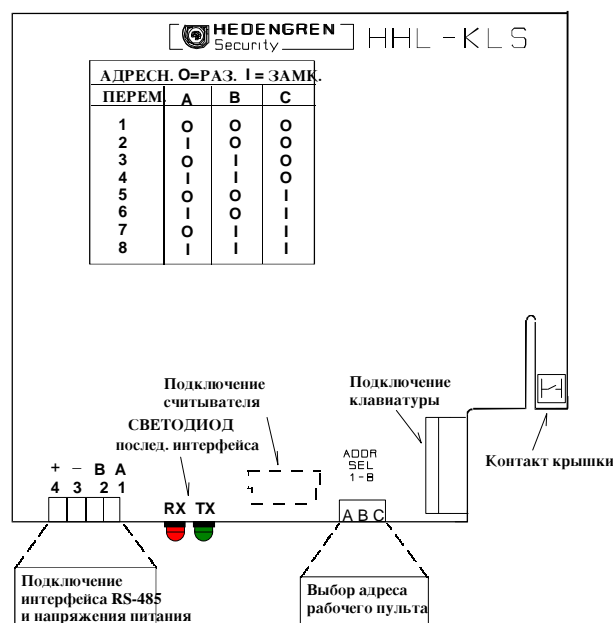 HEDENGREN
Security
HHL-KLS
АДРЕСН. O=РАЗ. I = ЗАМК.
ПЕРЕМ. A B C
1 O O O
2 I O O
3 O I O
4 I I O
5 O O I
6 I O I
7 O I I
8 I I I
Подключение
считывателя
Подключение
клавиатуры
СВЕТОДИОД
послед. интерфейса
Контакт крышки
ADDR
SEL
1-8
+ – B A
4 3 2 1
RX TX
A B C
Подключение
интерфейса RS-485
и напряжения питания
Выбор адреса
рабочего пульта